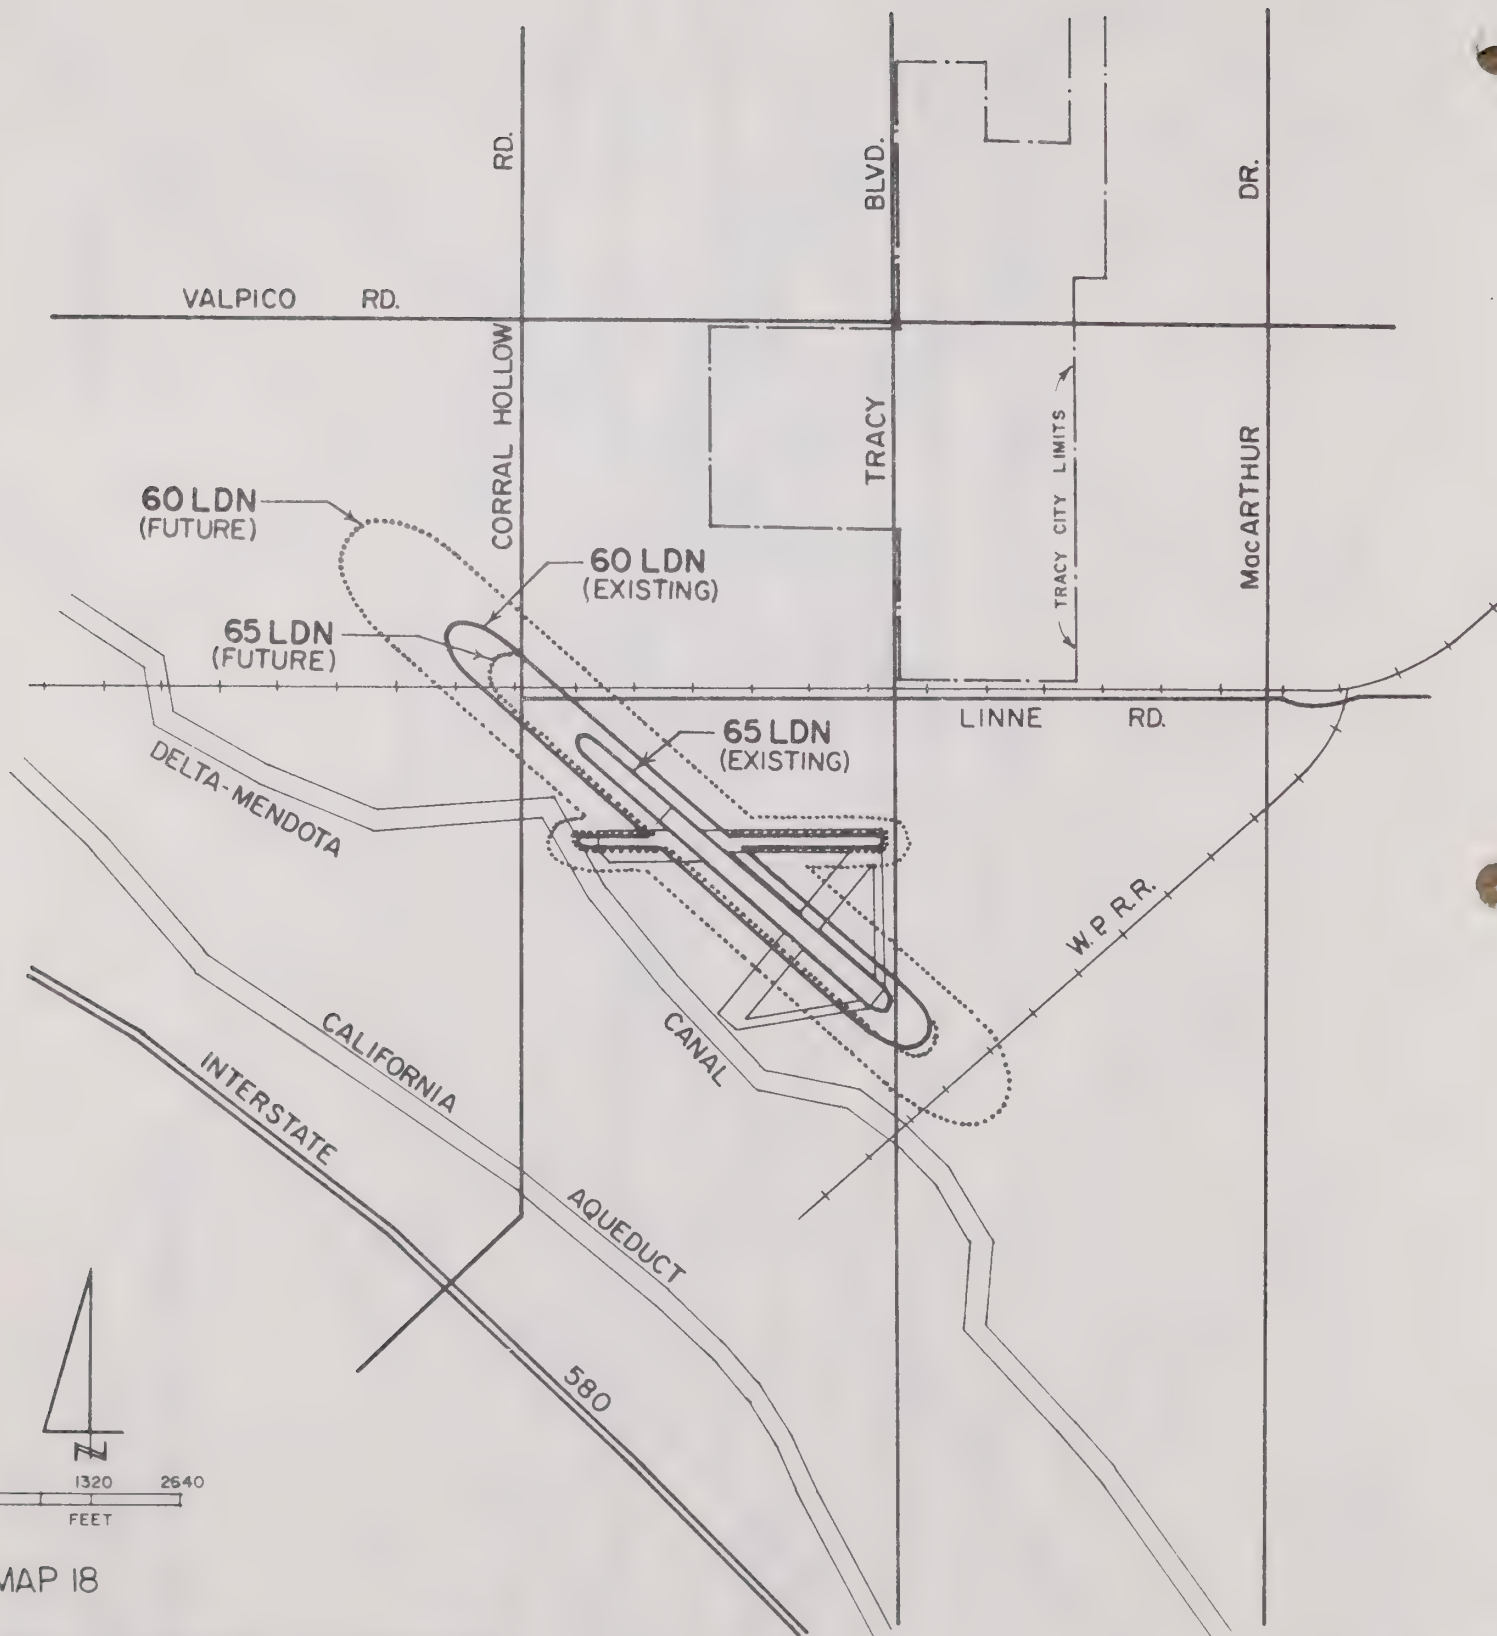 RD.
BLVD.
DR.
VALPICO RD.
CORRAL HOLLOW
TRACY
TRACY CITY LIMITS
MacARTHUR
60 LDN
(FUTURE)
60 LDN
(EXISTING)
65 LDN
(FUTURE)
65 LDN
(EXISTING)
LINNE RD.
DELTA-MENDOTA
CANAL
W.P. R.R.
CALIFORNIA
AQUEDUCT
INTERSTATE
580
N
1320 2640
FEET
MAP 18